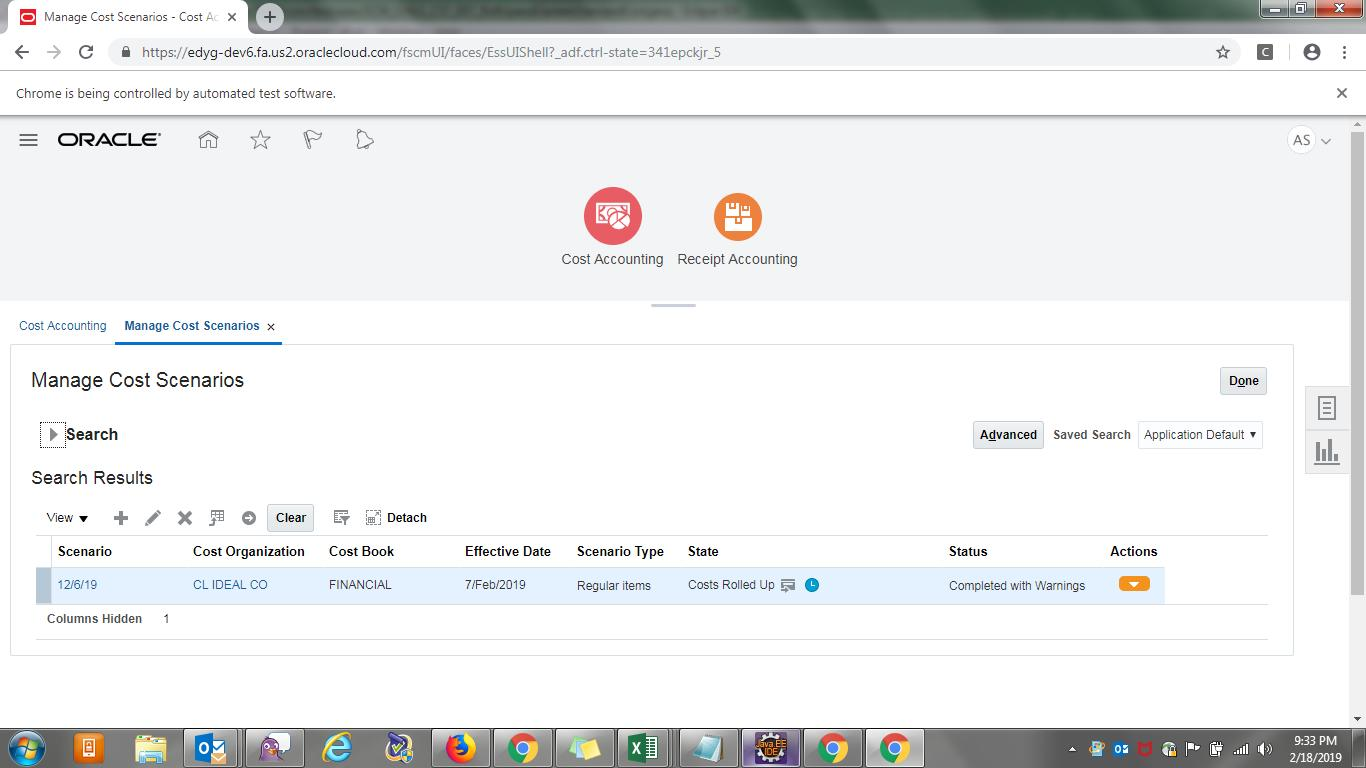 Manage Cost Scenarios - Cost Ac
https://edyg-dev6.fa.us2.oraclecloud.com/fscmUI/faces/EssUIShell?_adf.ctrl-state=341epckjr_5
C
Chrome is being controlled by automated test software.
ORACLE
AS
Cost Accounting Receipt Accounting
Cost Accounting Manage Cost Scenarios
Manage Cost Scenarios
Done
Search
Advanced Saved Search Application Default
Search Results
View Clear Detach
Scenario Cost Organization Cost Book Effective Date Scenario Type State Status Actions
12/6/19 CL IDEAL CO FINANCIAL 7/Feb/2019 Regular items Costs Rolled Up Completed with Warnings
Columns Hidden 1
Java EE
IDE
9:33 PM
2/18/2019